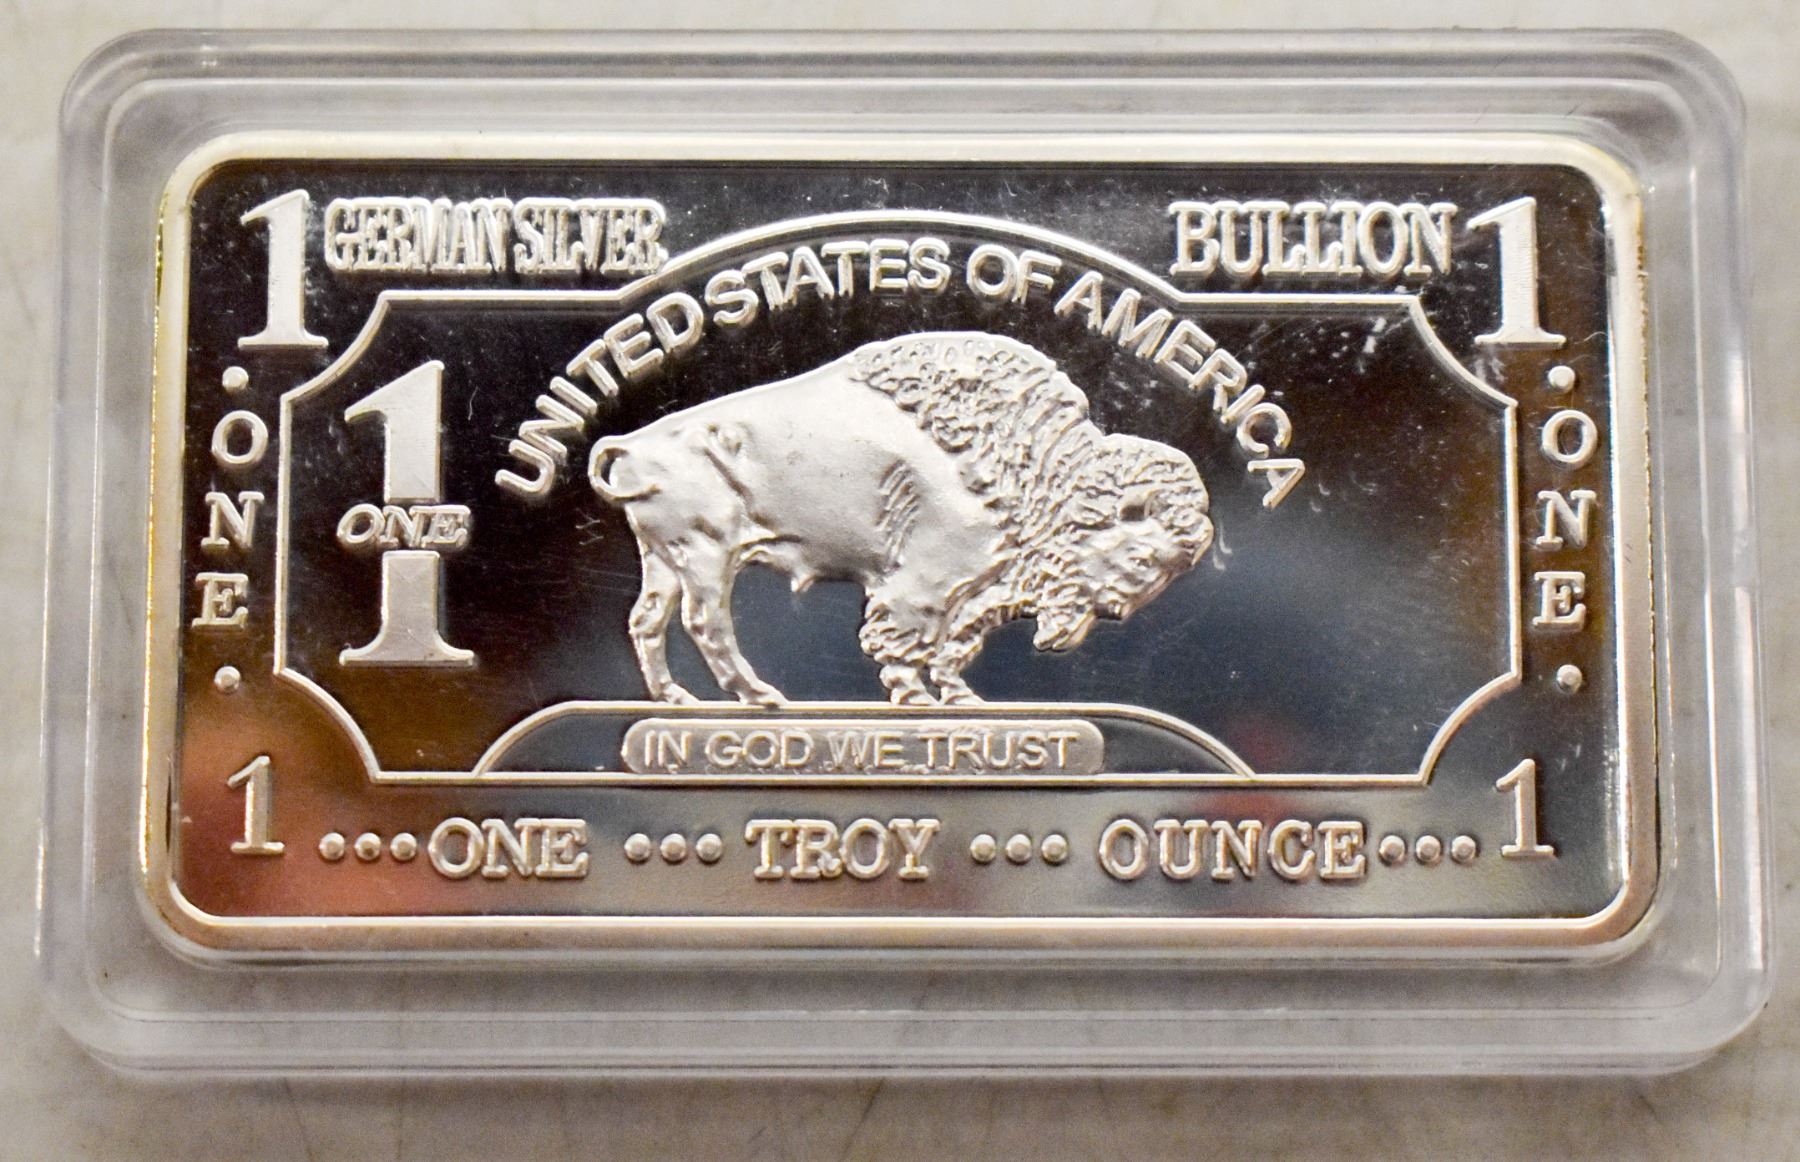 1 GERMAN SILVER BULLION 1
UNITED STATES OF AMERICA
• ONE •
1
ONE
• ONE •
IN GOD WE TRUST
1 •••ONE ••• TROY ••• OUNCE••• 1